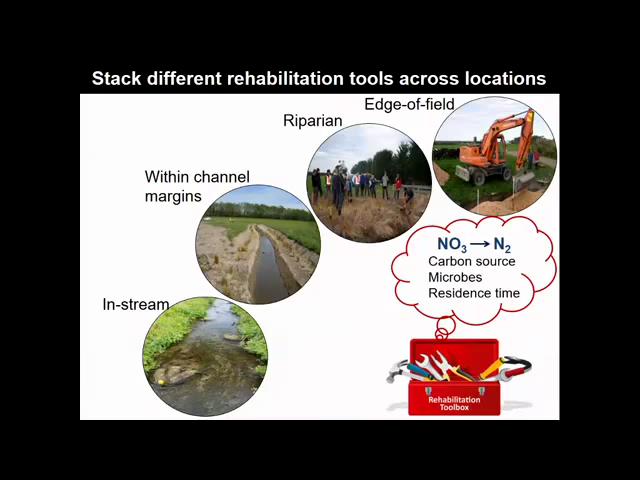 Stack different rehabilitation tools across locations
Edge-of-field
Riparian
Within channel
margins
In-stream
NO₃→N₂
Carbon source
Microbes
Residence time
Rehabilitation
Toolbox